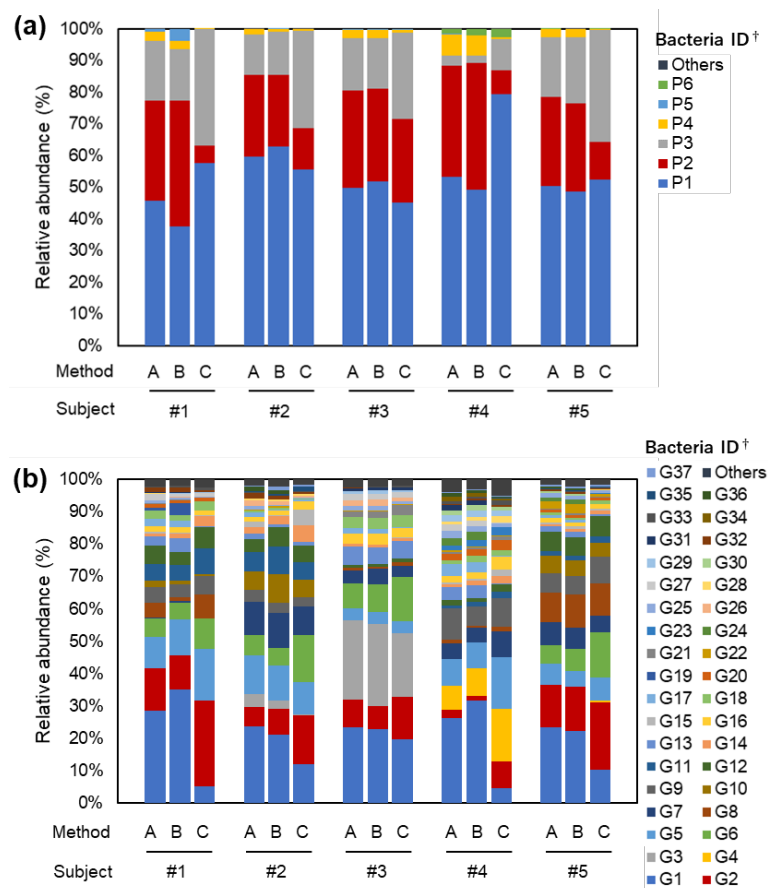 (a)
Relative abundance (%)
100%
90%
80%
70%
60%
50%
40%
30%
20%
10%
0%
Bacteria ID†
Others
P6
P5
P4
P3
P2
P1
Method A B C A B C A B C A B C A B C
Subject #1 #2 #3 #4 #5
(b)
Relative abundance (%)
100%
90%
80%
70%
60%
50%
40%
30%
20%
10%
0%
Bacteria ID†
G37 Others
G35 G36
G33 G34
G31 G32
G29 G30
G27 G28
G25 G26
G23 G24
G21 G22
G19 G20
G17 G18
G15 G16
G13 G14
G11 G12
G9 G10
G7 G8
G5 G6
G3 G4
G1 G2
Method A B C A B C A B C A B C A B C
Subject #1 #2 #3 #4 #5